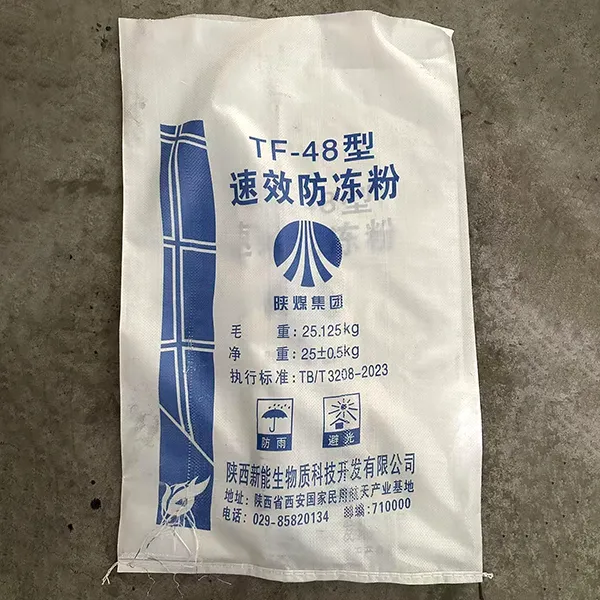 TF-48型
速效防冻粉
陕煤集团
毛 重：25.125kg
净 重：25±0.5kg
执行标准：TB/T3208-2023
防雨
避光
陕西新能生物质科技开发有限公司
地址：陕西省西安国家民用航天产业基地
电话：029-85820134 邮编：710000